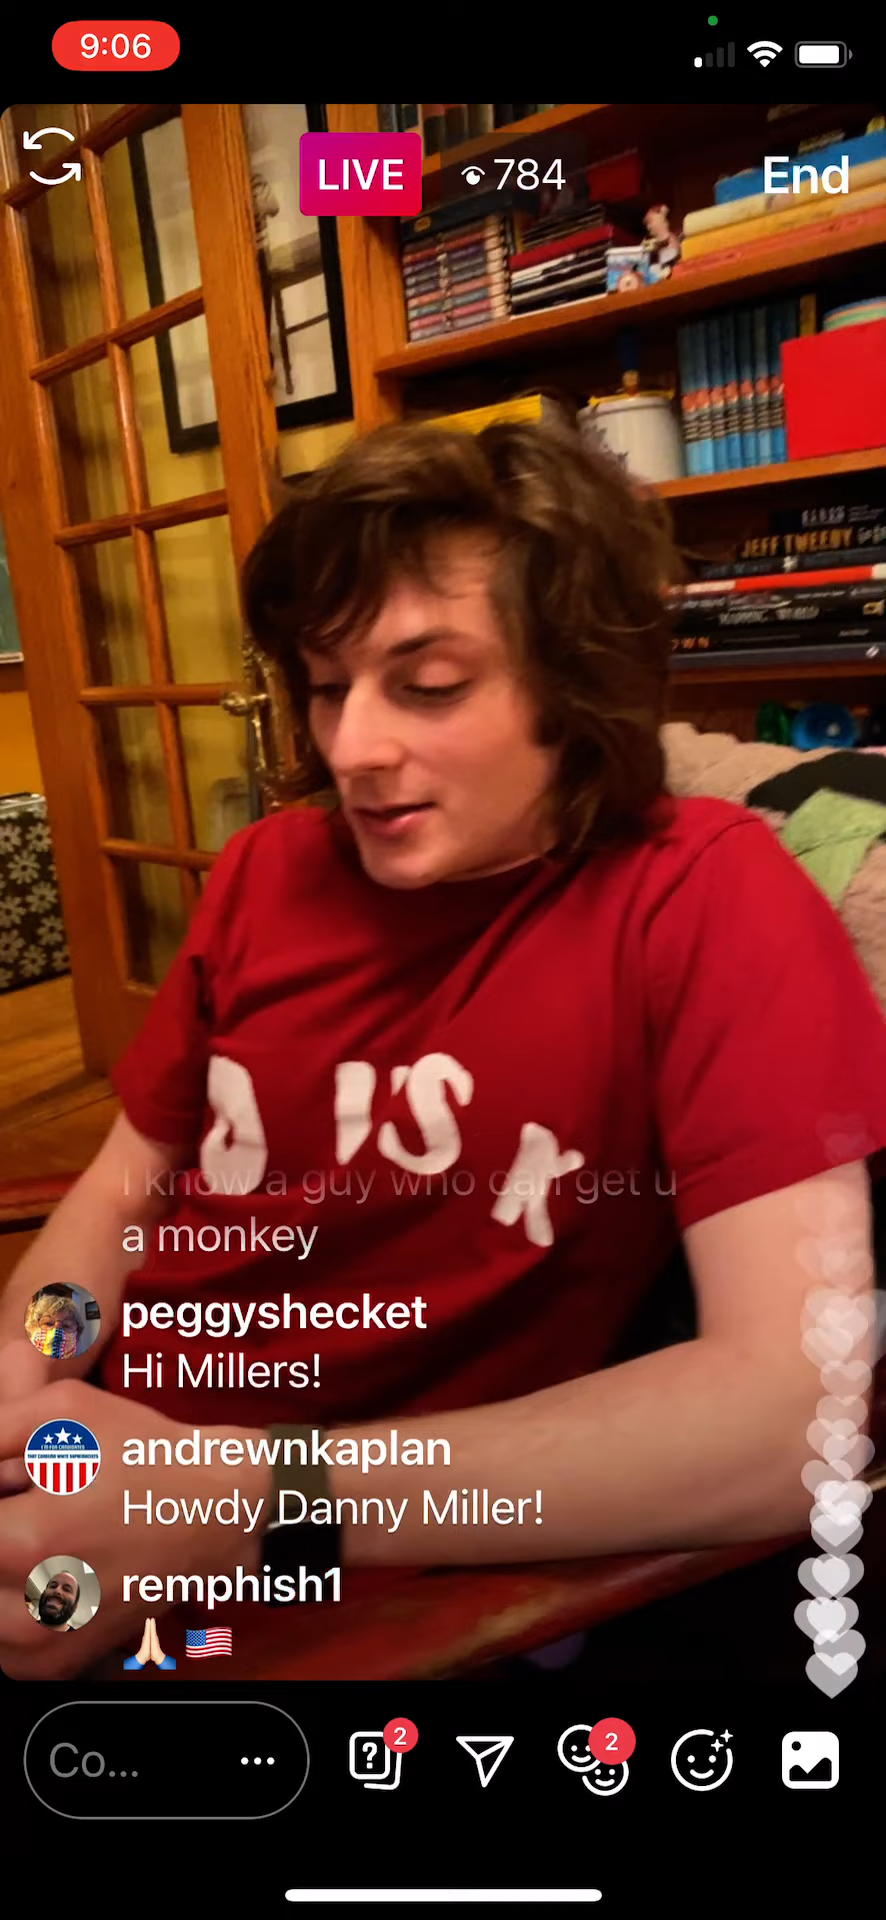 9:06
LIVE
784
End
JEFF TWEEDY
DISK
I know a guy who can get u
a monkey
peggyshecket
Hi Millers!
andrewnkaplan
Howdy Danny Miller!
remphish1
🙏🏻🇺🇸
Co...
2
2